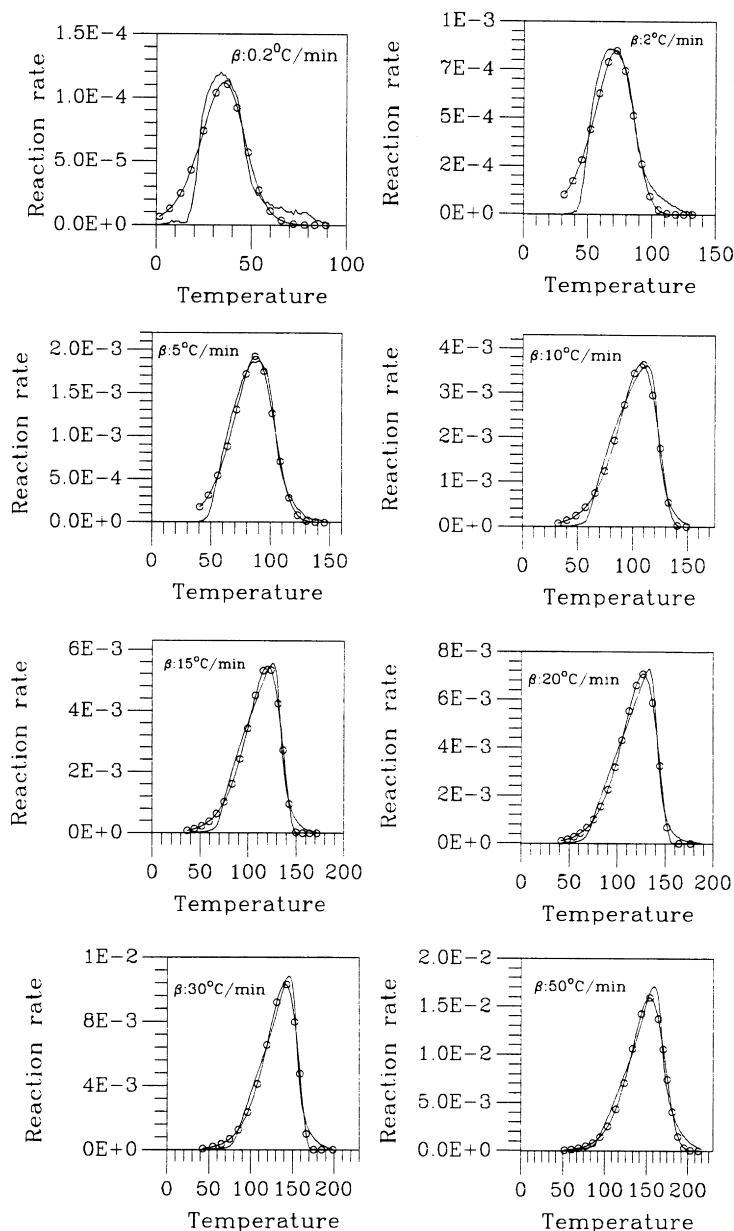 1.5E-4
β:0.2°C/min
1.0E-4
5.0E-5
0.0E+0
0 100
Temperature
Reaction rate
1E-3
β:2°C/min
7E-4
5E-4
2E-4
0E+0
0 50 100 150
Temperature
Reaction rate
2.0E-3
β:5°C/min
1.5E-3
1.0E-3
5.0E-4
0.0E+0
0 50 100 150
Temperature
Reaction rate
4E-3
β:10°C/min
3E-3
1E-3
0E+0
0 50 100 150
Temperature
Reaction rate
6E-3
β:15°C/min
4E-3
2E-3
0E+0
0 50 100 150 200
Temperature
Reaction rate
8E-3
β:20°C/min
6E-3
4E-3
2E-3
0E+0
0 50 100 150 200
Temperature
Reaction rate
1E-2
β:30°C/min
8E-3
4E-3
0E+0
0 50 100 150 200
Temperature
Reaction rate
2.0E-2
β:50°C/min
1.5E-2
1.0E-2
5.0E-3
0.0E+0
0 50 100 150 200
Temperature
Reaction rate